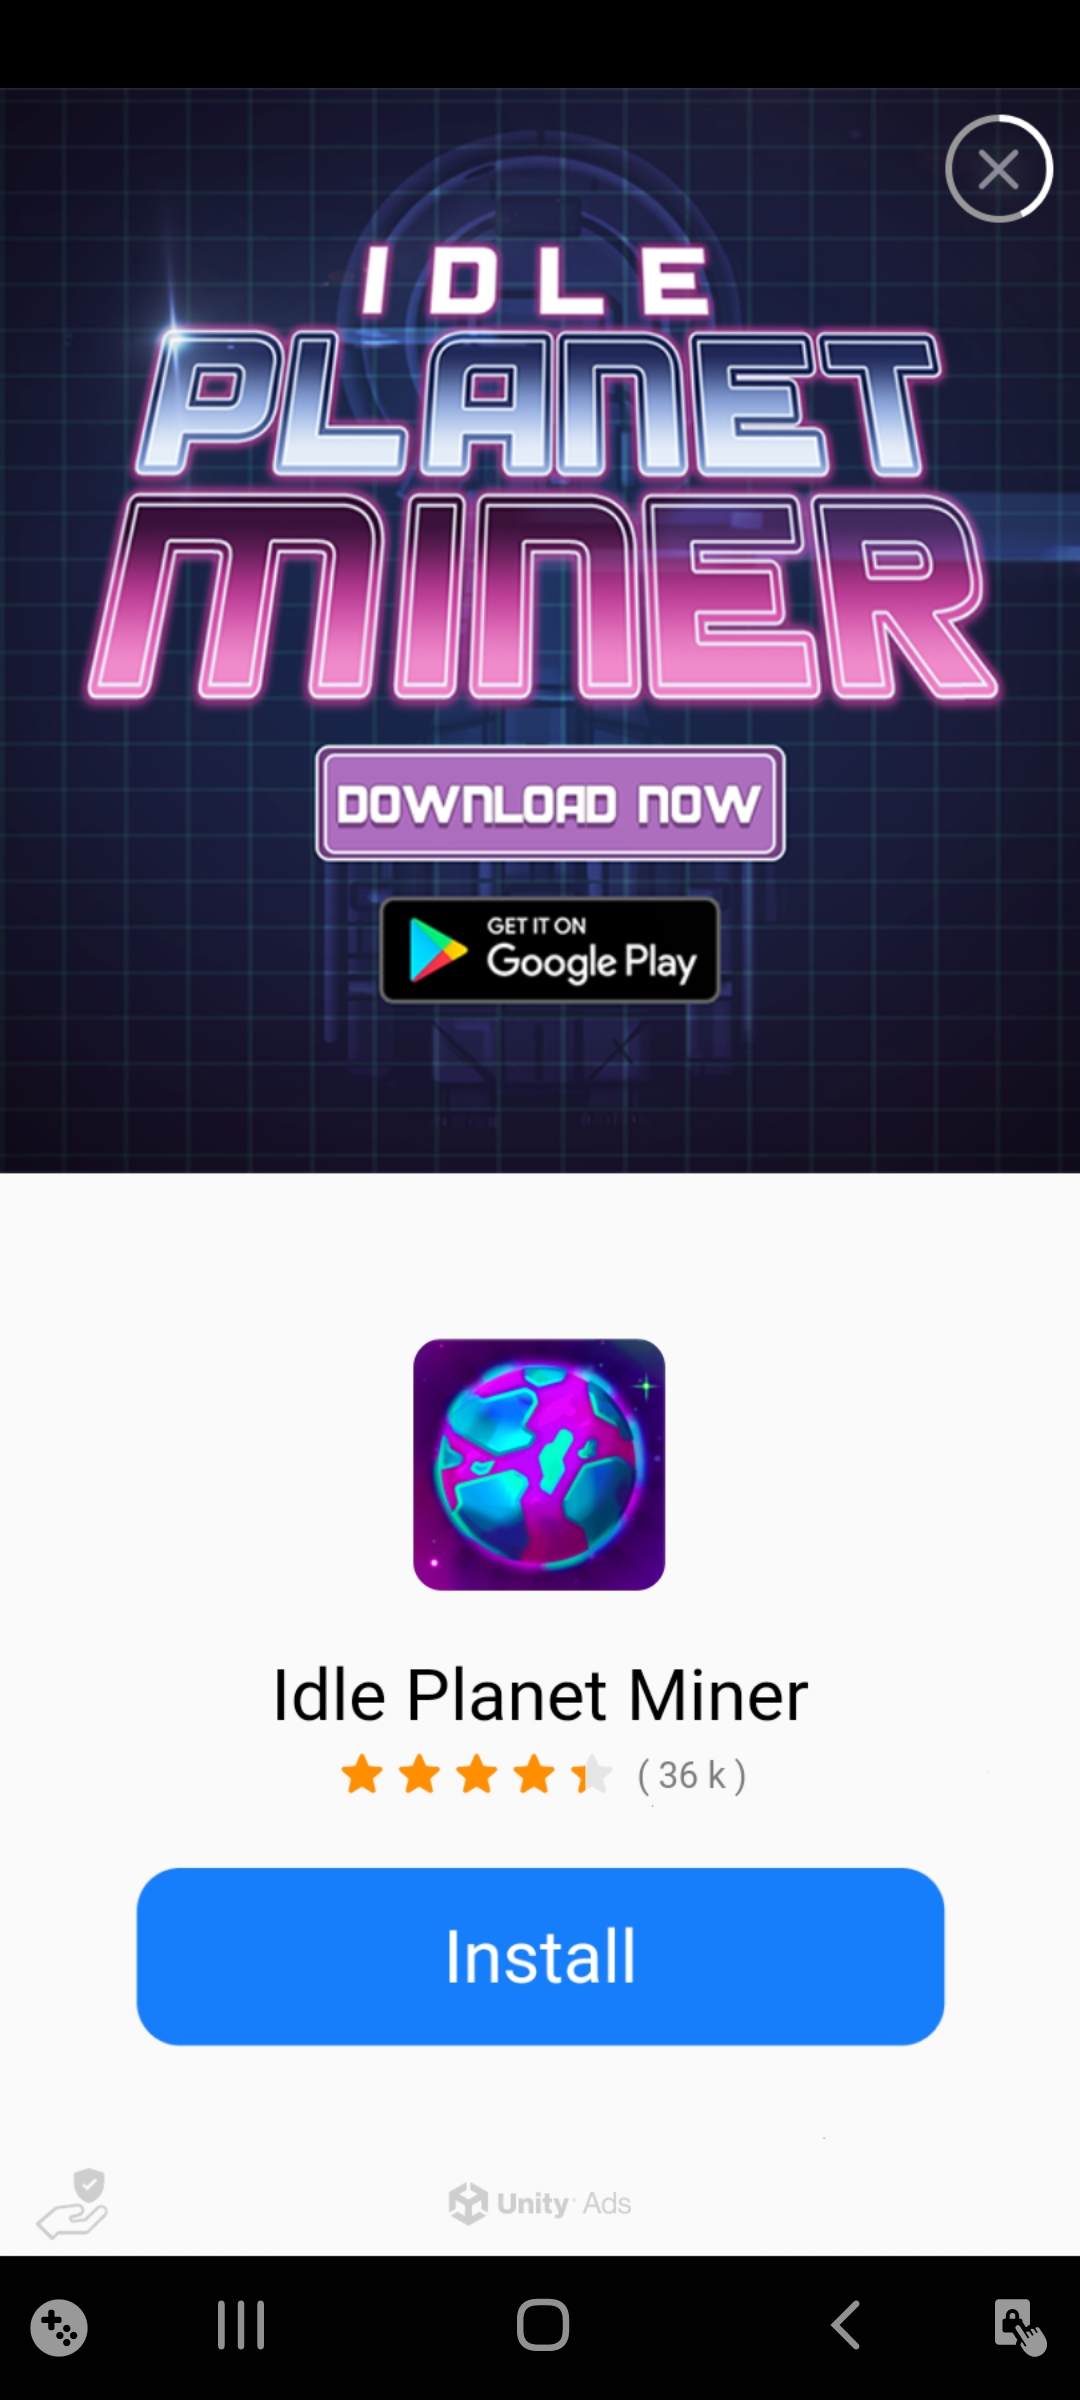 IDLE
PLANET
MINER
DOWNLOAD NOW
GET IT ON
Google Play
Idle Planet Miner
( 36 k )
Install
Unity Ads